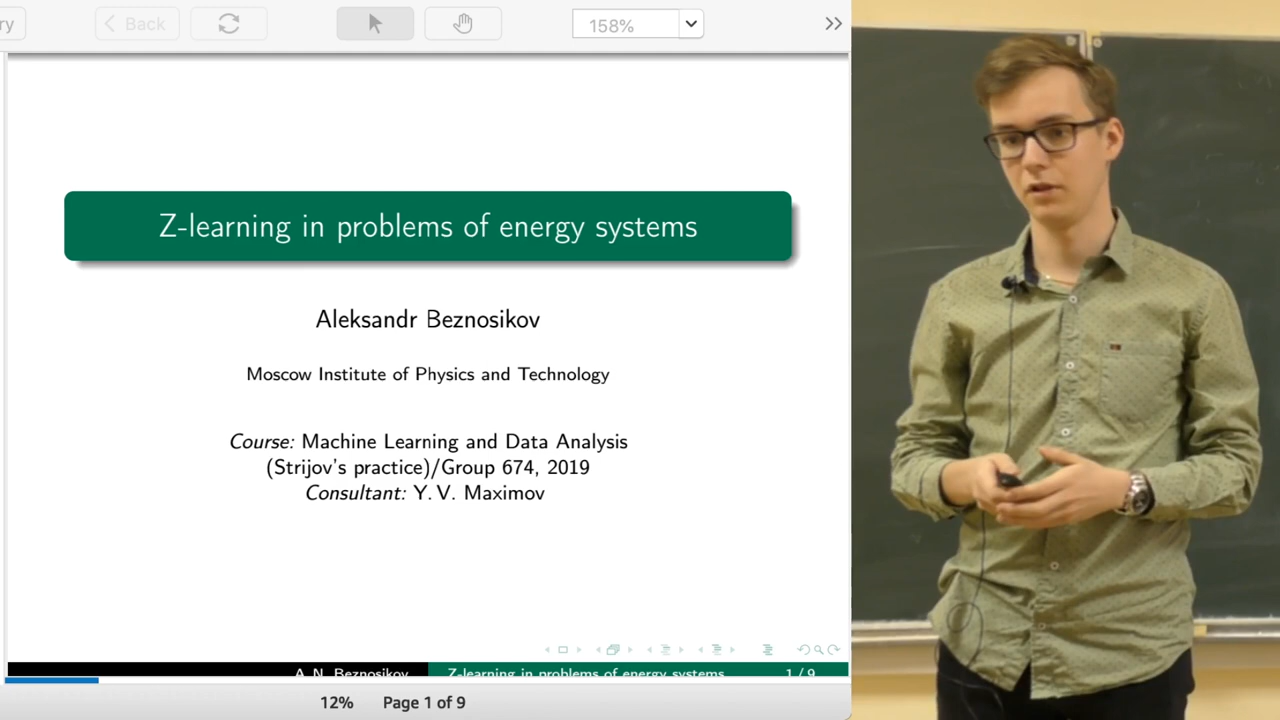 ry
Back
158%
Z-learning in problems of energy systems
Aleksandr Beznosikov
Moscow Institute of Physics and Technology
Course: Machine Learning and Data Analysis
(Strijov's practice)/Group 674, 2019
Consultant: Y. V. Maximov
A. N. Beznosikov Z-learning in problems of energy systems 1 / 9
12% Page 1 of 9